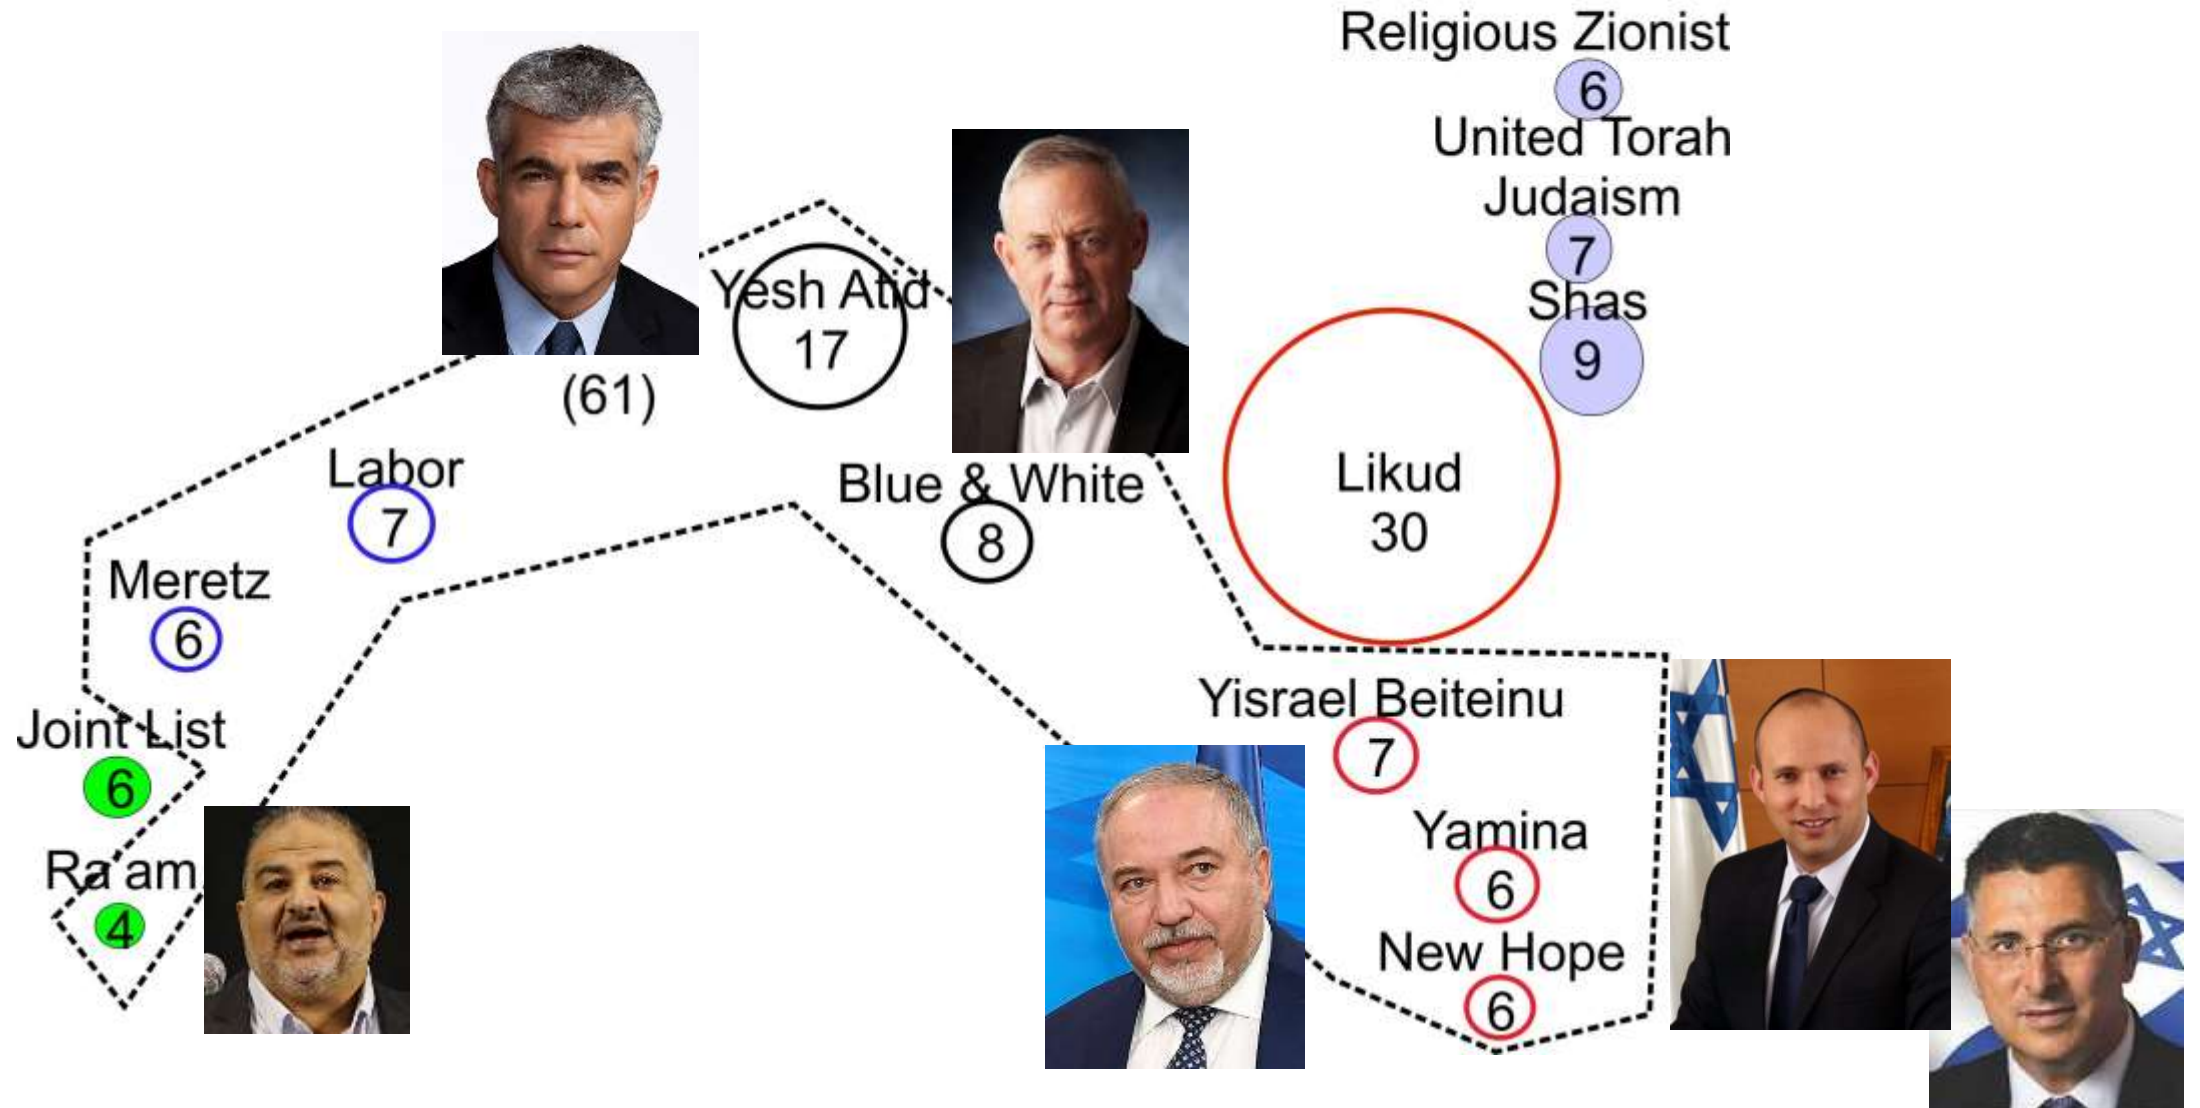 Religious Zionist
6
United Torah
Judaism
7
Shas
9
Yesh Atid
17
(61)
Likud
30
Labor
7
Blue & White
8
Meretz
6
Joint List
6
Yisrael Beiteinu
7
Yamina
6
Ra'am
4
New Hope
6